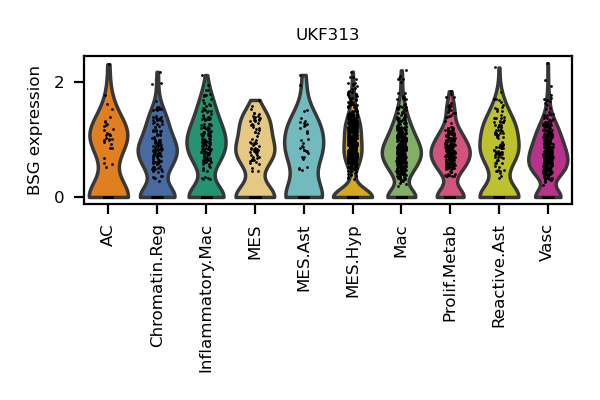 UKF313
BSG expression
2
0
AC
Chromatin.Reg
Inflammatory.Mac
MES
MES.Ast
MES.Hyp
Mac
Prolif.Metab
Reactive.Ast
Vasc